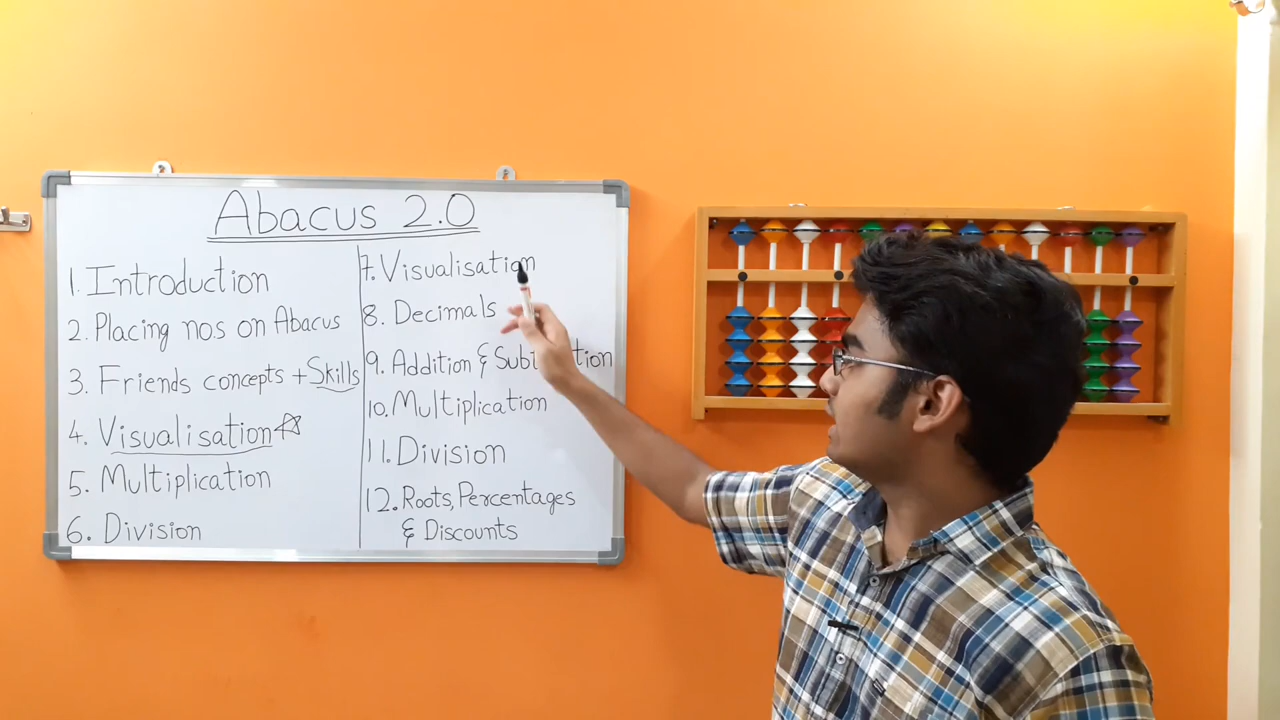 Abacus 2.0
1. Introduction
2. Placing nos on Abacus
3. Friends concepts + Skills
4. Visualisation
5. Multiplication
6. Division
7. Visualisation
8. Decimals
9. Addition &
10. Multiplication
11. Division
12. Roots, Percentages
& Discounts